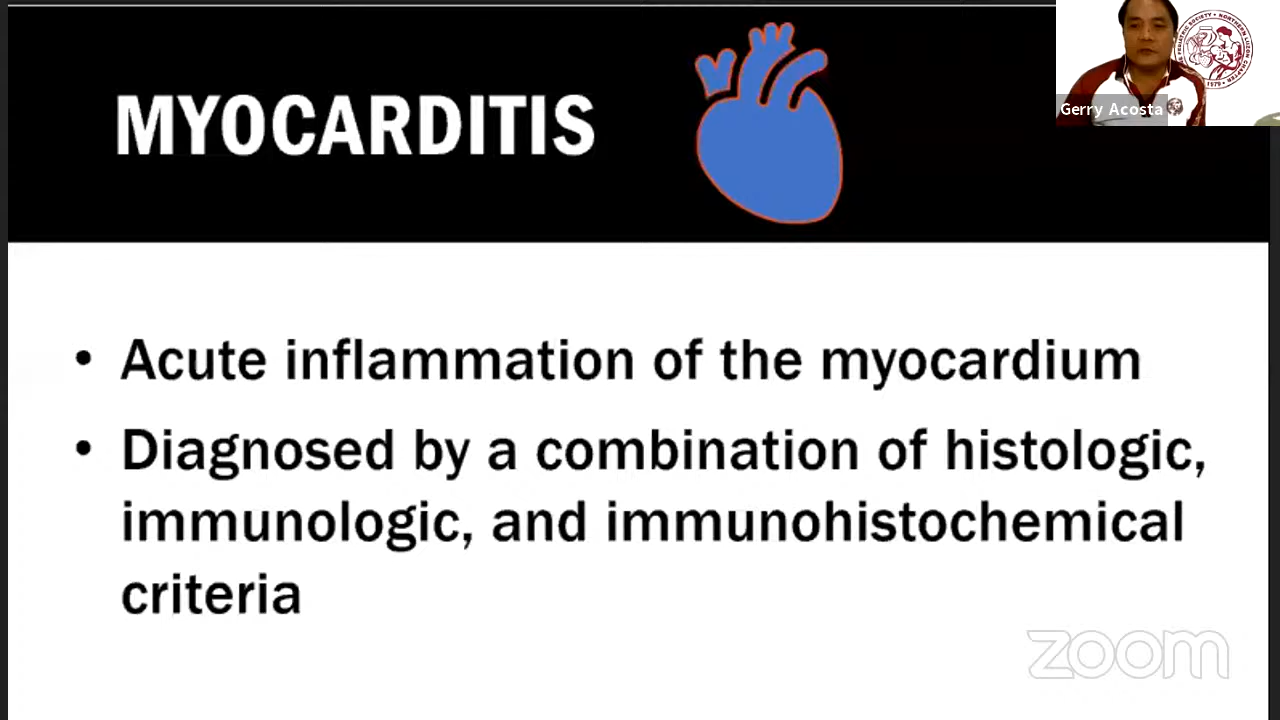 MYOCARDITIS
Gerry Acosta
• Acute inflammation of the myocardium
• Diagnosed by a combination of histologic,
immunologic, and immunohistochemical
criteria
zoom